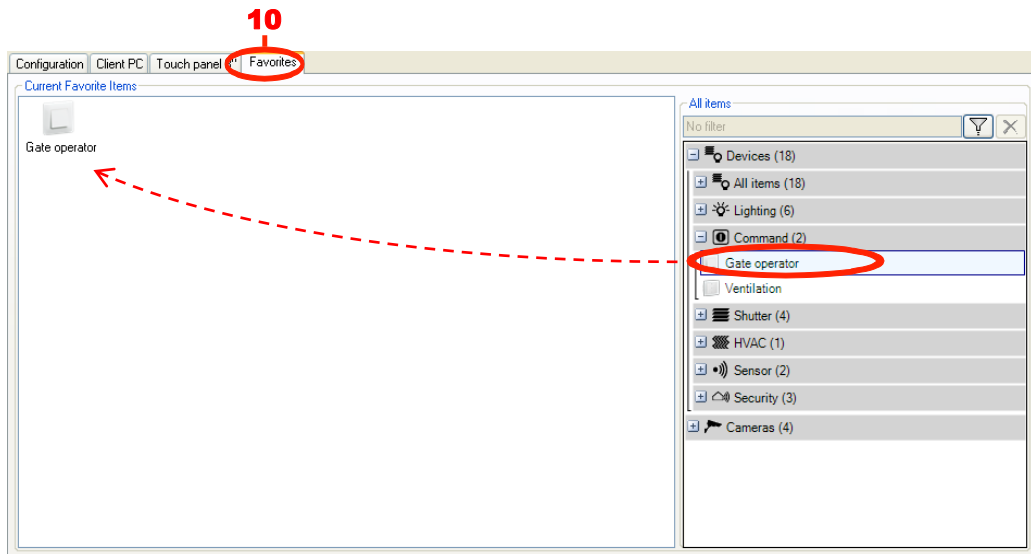 10
Configuration Client PC Touch panel Favorites
Current Favorite Items
Gate operator
All items
No filter
Devices (18)
All items (18)
Lighting (6)
Command (2)
Gate operator
Ventilation
Shutter (4)
HVAC (1)
Sensor (2)
Security (3)
Cameras (4)